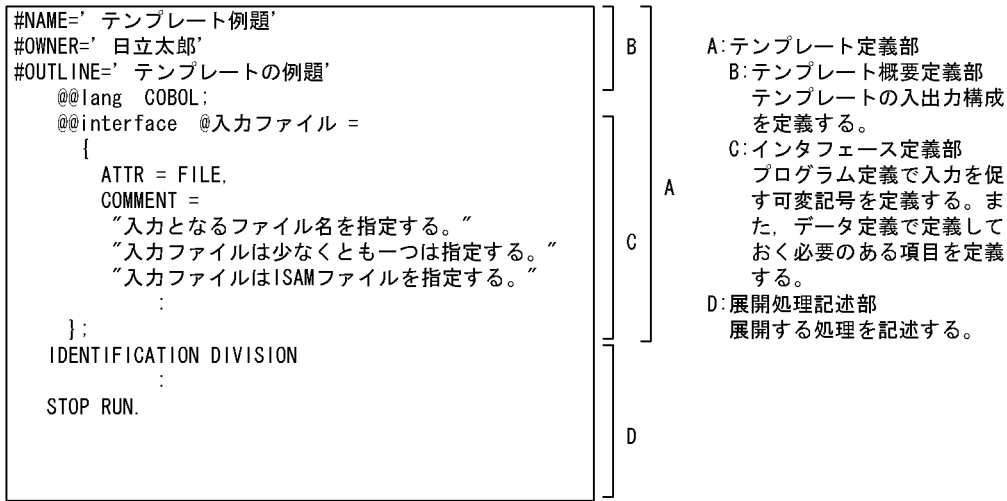 #NAME='テンプレート例題'
#OWNER='日立太郎'
#OUTLINE='テンプレートの例題'
@@lang COBOL;
@@interface @入力ファイル =
{
ATTR = FILE,
COMMENT =
"入力となるファイル名を指定する。"
"入力ファイルは少なくとも一つは指定する。"
"入力ファイルはISAMファイルを指定する。"
:
};
IDENTIFICATION DIVISION
:
STOP RUN.
B
C
D
A
A:テンプレート定義部
B:テンプレート概要定義部
テンプレートの入出力構成
を定義する。
C:インタフェース定義部
プログラム定義で入力を促
す可変記号を定義する。ま
た，データ定義で定義して
おく必要のある項目を定義
する。
D:展開処理記述部
展開する処理を記述する。